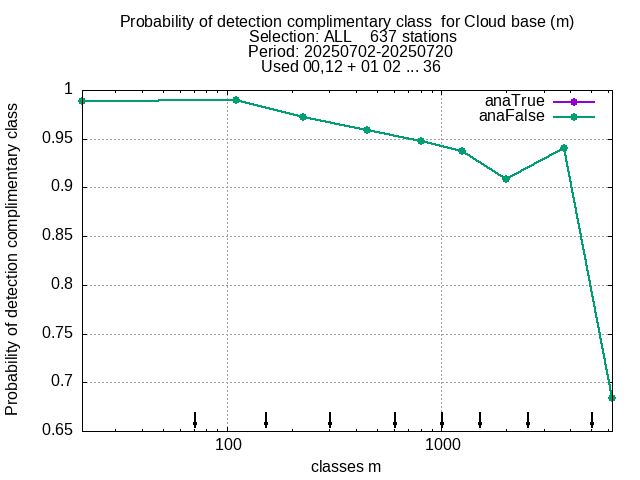 Probability of detection complimentary class  for Cloud base (m)
Selection: ALL    637 stations
Period: 20250702-20250720
Used 00,12 + 01 02 ... 36
Probability of detection complimentary class
1
0.95
0.9
0.85
0.8
0.75
0.7
0.65
anaTrue
anaFalse
100
1000
classes m